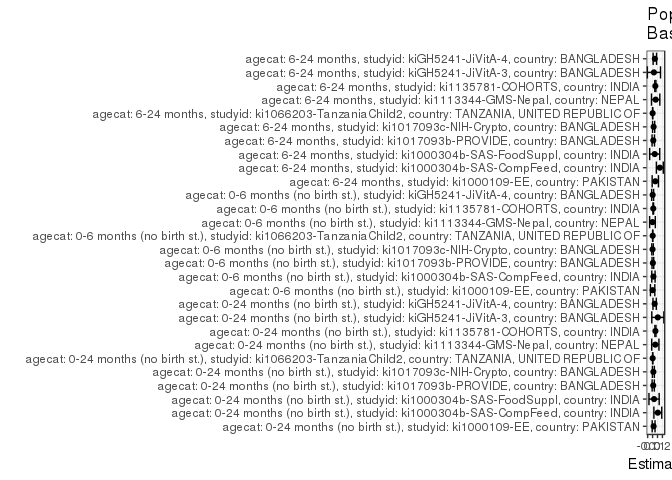 Pop
Bas
agecat: 6-24 months, studyid: kiGH5241-JiVitA-4, country: BANGLADESH
agecat: 6-24 months, studyid: kiGH5241-JiVitA-3, country: BANGLADESH
agecat: 6-24 months, studyid: ki1135781-COHORTS, country: INDIA
agecat: 6-24 months, studyid: ki1113344-GMS-Nepal, country: NEPAL
agecat: 6-24 months, studyid: ki1066203-TanzaniaChild2, country: TANZANIA, UNITED REPUBLIC OF
agecat: 6-24 months, studyid: ki1017093c-NIH-Crypto, country: BANGLADESH
agecat: 6-24 months, studyid: ki1017093b-PROVIDE, country: BANGLADESH
agecat: 6-24 months, studyid: ki1000304b-SAS-FoodSuppl, country: INDIA
agecat: 6-24 months, studyid: ki1000304b-SAS-CompFeed, country: INDIA
agecat: 6-24 months, studyid: ki1000109-EE, country: PAKISTAN
agecat: 0-6 months (no birth st.), studyid: kiGH5241-JiVitA-4, country: BANGLADESH
agecat: 0-6 months (no birth st.), studyid: ki1135781-COHORTS, country: INDIA
agecat: 0-6 months (no birth st.), studyid: ki1113344-GMS-Nepal, country: NEPAL
agecat: 0-6 months (no birth st.), studyid: ki1066203-TanzaniaChild2, country: TANZANIA, UNITED REPUBLIC OF
agecat: 0-6 months (no birth st.), studyid: ki1017093c-NIH-Crypto, country: BANGLADESH
agecat: 0-6 months (no birth st.), studyid: ki1017093b-PROVIDE, country: BANGLADESH
agecat: 0-6 months (no birth st.), studyid: ki1000304b-SAS-CompFeed, country: INDIA
agecat: 0-6 months (no birth st.), studyid: ki1000109-EE, country: PAKISTAN
agecat: 0-24 months (no birth st.), studyid: kiGH5241-JiVitA-4, country: BANGLADESH
agecat: 0-24 months (no birth st.), studyid: kiGH5241-JiVitA-3, country: BANGLADESH
agecat: 0-24 months (no birth st.), studyid: ki1135781-COHORTS, country: INDIA
agecat: 0-24 months (no birth st.), studyid: ki1113344-GMS-Nepal, country: NEPAL
agecat: 0-24 months (no birth st.), studyid: ki1066203-TanzaniaChild2, country: TANZANIA, UNITED REPUBLIC OF
agecat: 0-24 months (no birth st.), studyid: ki1017093c-NIH-Crypto, country: BANGLADESH
agecat: 0-24 months (no birth st.), studyid: ki1017093b-PROVIDE, country: BANGLADESH
agecat: 0-24 months (no birth st.), studyid: ki1000304b-SAS-FoodSuppl, country: INDIA
agecat: 0-24 months (no birth st.), studyid: ki1000304b-SAS-CompFeed, country: INDIA
agecat: 0-24 months (no birth st.), studyid: ki1000109-EE, country: PAKISTAN
Estima